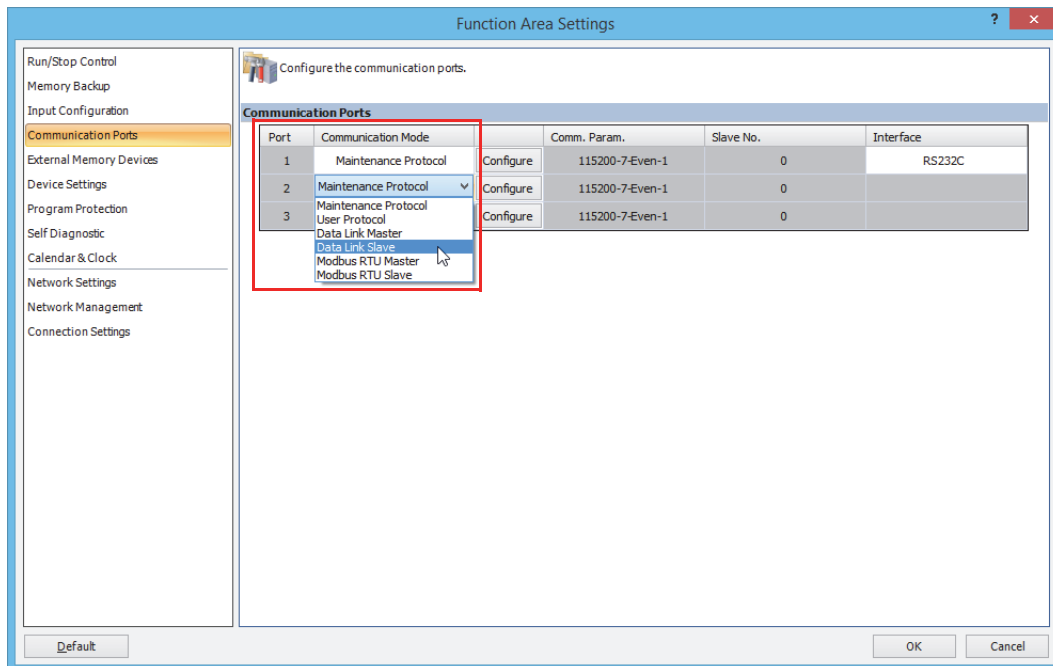 Function Area Settings
?
Run/Stop Control
Memory Backup
Input Configuration
Communication Ports
External Memory Devices
Device Settings
Program Protection
Self Diagnostic
Calendar & Clock
Network Settings
Network Management
Connection Settings
Configure the communication ports.
Communication Ports
Port Communication Mode Comm. Param. Slave No. Interface
1 Maintenance Protocol Configure 115200-7-Even-1 0 RS232C
2 Maintenance Protocol Configure 115200-7-Even-1 0
3 Configure 115200-7-Even-1 0
Maintenance Protocol
User Protocol
Data Link Master
Data Link Slave
Modbus RTU Master
Modbus RTU Slave
Default OK Cancel